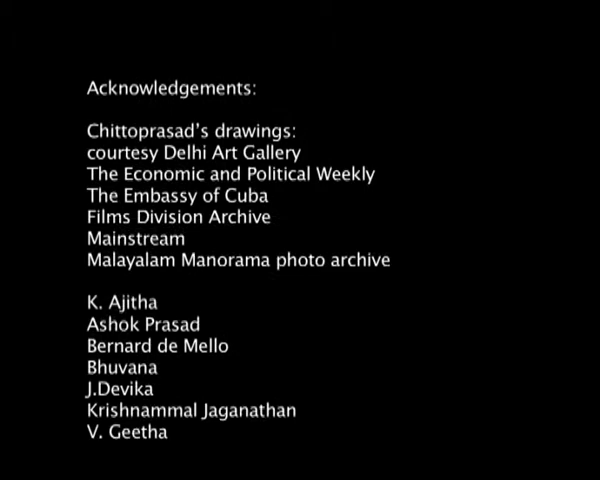 Acknowledgements:
Chittoprasad's drawings:
courtesy Delhi Art Gallery
The Economic and Political Weekly
The Embassy of Cuba
Films Division Archive
Mainstream
Malayalam Manorama photo archive
K. Ajitha
Ashok Prasad
Bernard de Mello
Bhuvana
J.Devika
Krishnammal Jaganathan
V. Geetha